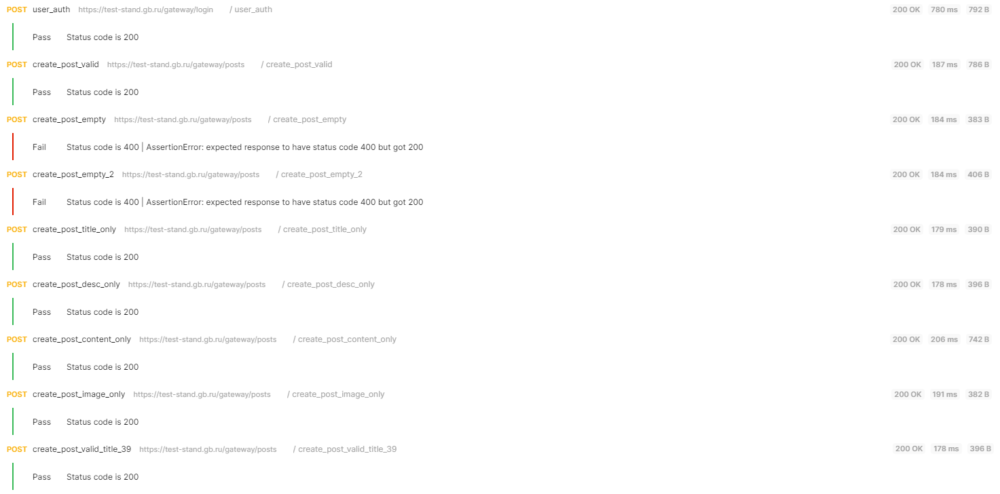 POST user_auth https://test-stand.gb.ru/gateway/login / user_auth 200 OK 780 ms 792 B
Pass Status code is 200
POST create_post_valid https://test-stand.gb.ru/gateway/posts / create_post_valid 200 OK 187 ms 786 B
Pass Status code is 200
POST create_post_empty https://test-stand.gb.ru/gateway/posts / create_post_empty 200 OK 184 ms 383 B
Fail Status code is 400 | AssertionError: expected response to have status code 400 but got 200
POST create_post_empty_2 https://test-stand.gb.ru/gateway/posts / create_post_empty_2 200 OK 184 ms 406 B
Fail Status code is 400 | AssertionError: expected response to have status code 400 but got 200
POST create_post_title_only https://test-stand.gb.ru/gateway/posts / create_post_title_only 200 OK 179 ms 390 B
Pass Status code is 200
POST create_post_desc_only https://test-stand.gb.ru/gateway/posts / create_post_desc_only 200 OK 178 ms 396 B
Pass Status code is 200
POST create_post_content_only https://test-stand.gb.ru/gateway/posts / create_post_content_only 200 OK 206 ms 742 B
Pass Status code is 200
POST create_post_image_only https://test-stand.gb.ru/gateway/posts / create_post_image_only 200 OK 191 ms 382 B
Pass Status code is 200
POST create_post_valid_title_39 https://test-stand.gb.ru/gateway/posts / create_post_valid_title_39 200 OK 178 ms 396 B
Pass Status code is 200